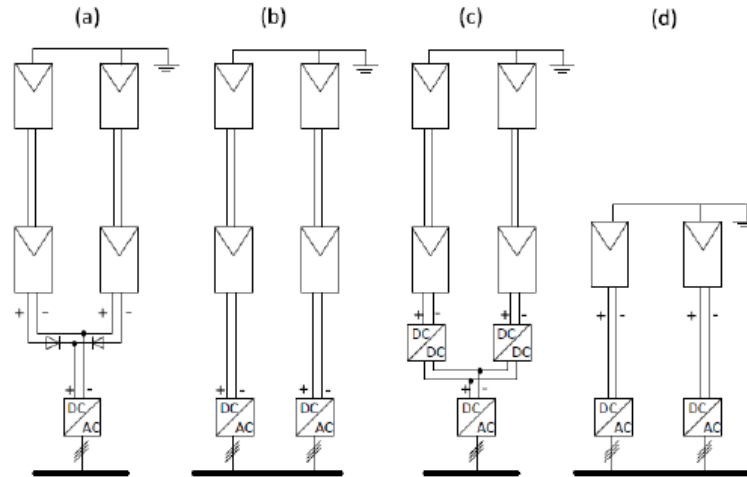 (a) (b) (c) (d)
+ - + - + - + -
DC DC DC DC
+ - + - + - + - + -
DC AC DC AC DC AC DC AC DC AC DC AC